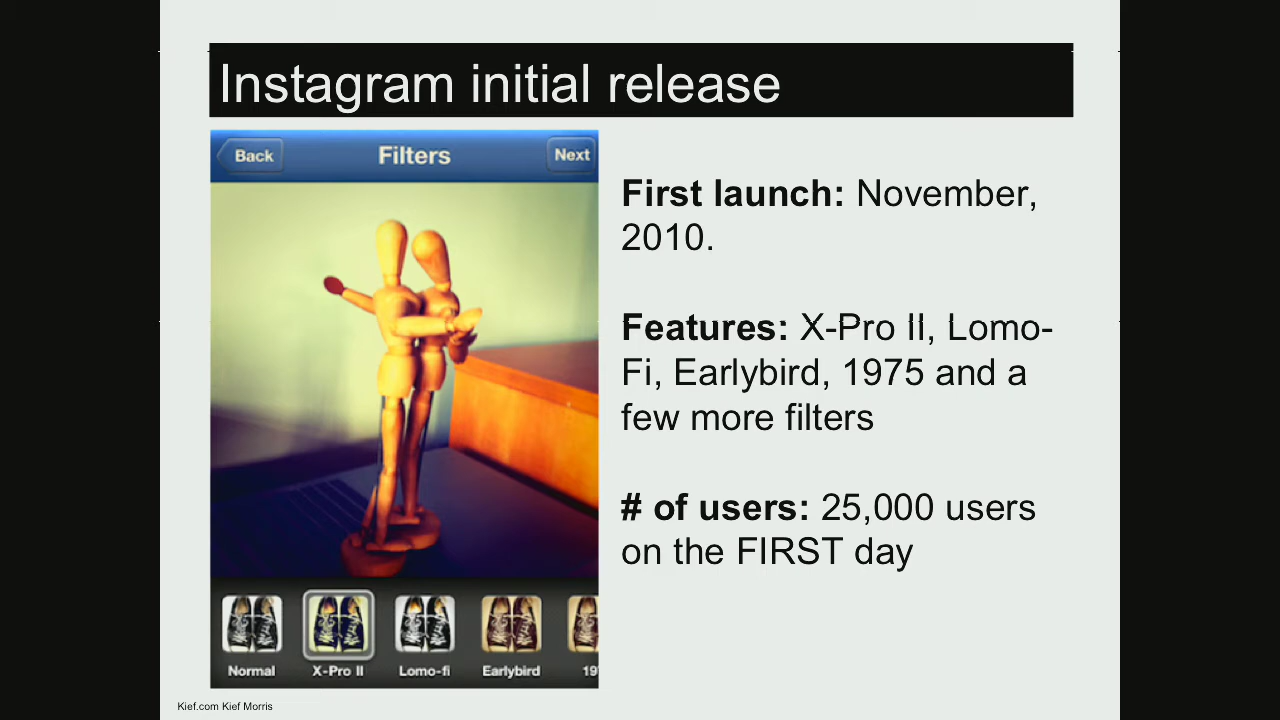 Instagram initial release
Back
Filters
Next
First launch: November,
2010.
Features: X-Pro II, Lomo-
Fi, Earlybird, 1975 and a
few more filters
# of users: 25,000 users
on the FIRST day
Normal
X-Pro II
Lomo-fi
Earlybird
19
Kief.com Kief Morris